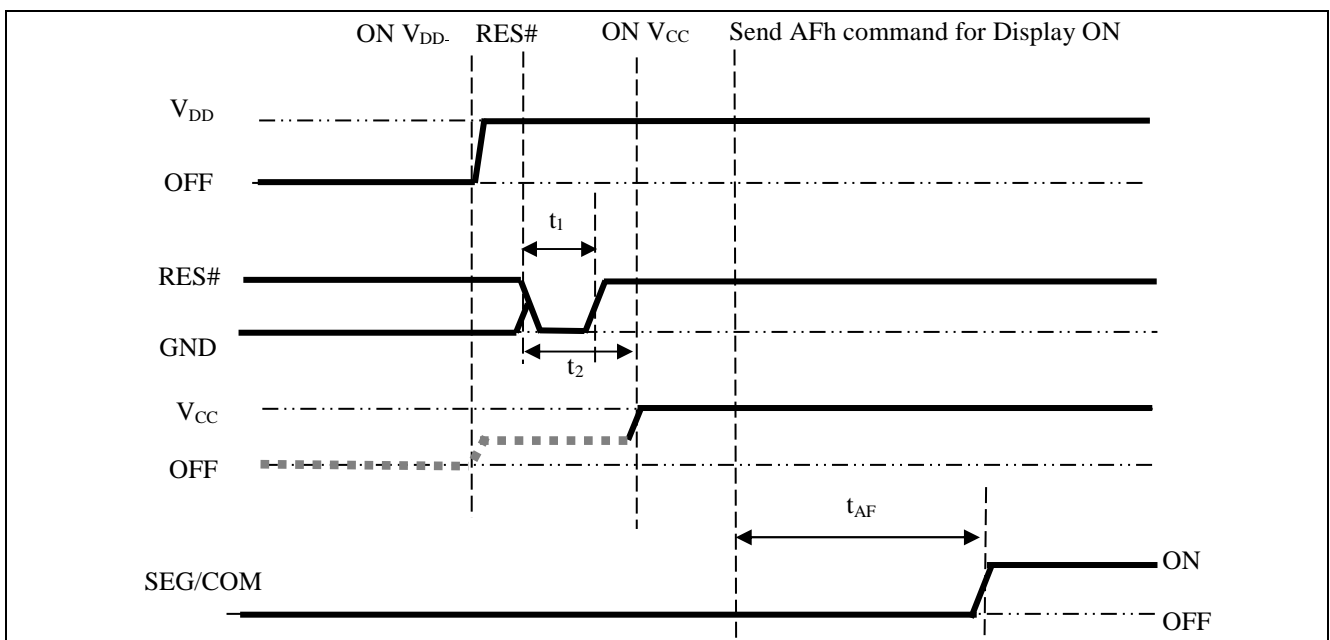 ON VDD- RES# ON VCC Send AFh command for Display ON
VDD
OFF
t1
RES#
GND
t2
VCC
OFF
tAF
ON
SEG/COM
OFF